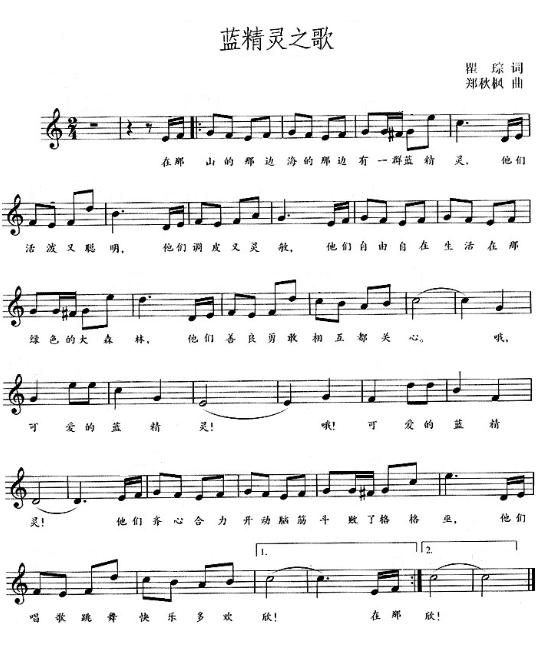 蓝精灵之歌
瞿 琮 词
郑秋枫 曲
2/4
在那 山的那边海的那边有一群蓝精灵, 他们
活泼又聪明, 他们调皮又灵敏, 他们自由自在生活在那
绿色的大森林, 他们善良勇敢相互都关心。 哦,
可爱的蓝精灵! 哦! 可爱的蓝精
灵! 他们齐心合力开动脑筋斗败了格格巫, 他们
1. 2.
唱歌跳舞快乐多欢欣! 在那欣!